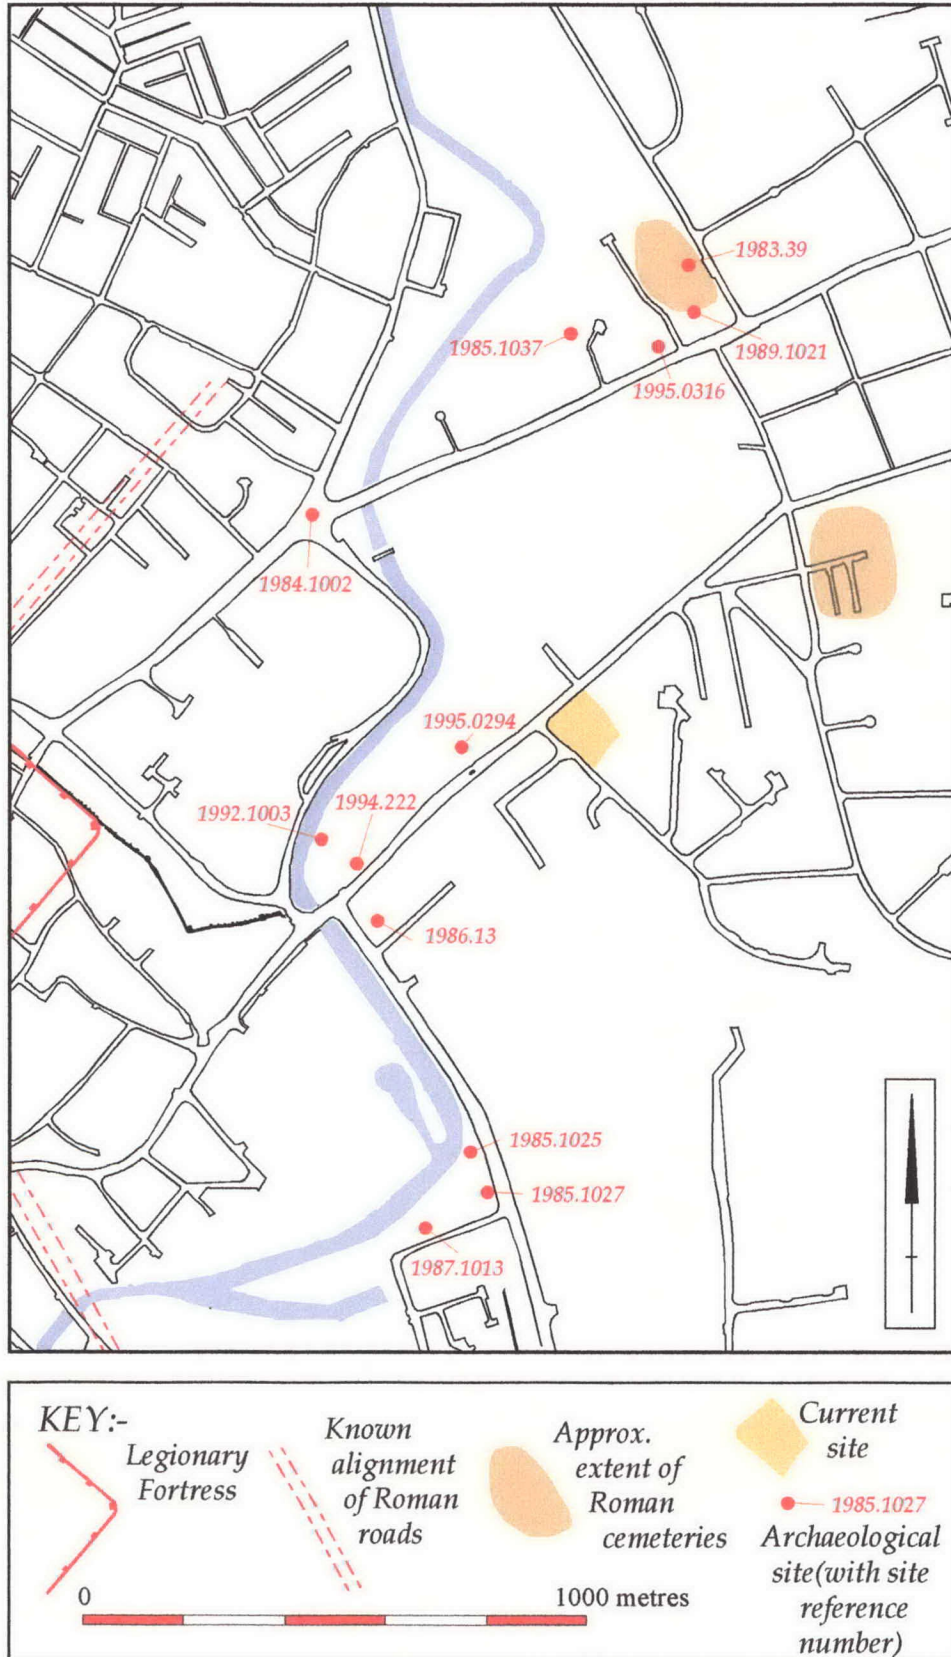 1983.39
1985.1037
1989.1021
1995.0316
1984.1002
1995.0294
1992.1003
1994.222
1986.13
1985.1025
1985.1027
1987.1013
KEY:-
Legionary
Fortress
Known
alignment
of Roman
roads
Approx.
extent of
Roman
cemeteries
Current
site
1985.1027
Archaeological
site(with site
reference
number)
0
1000 metres